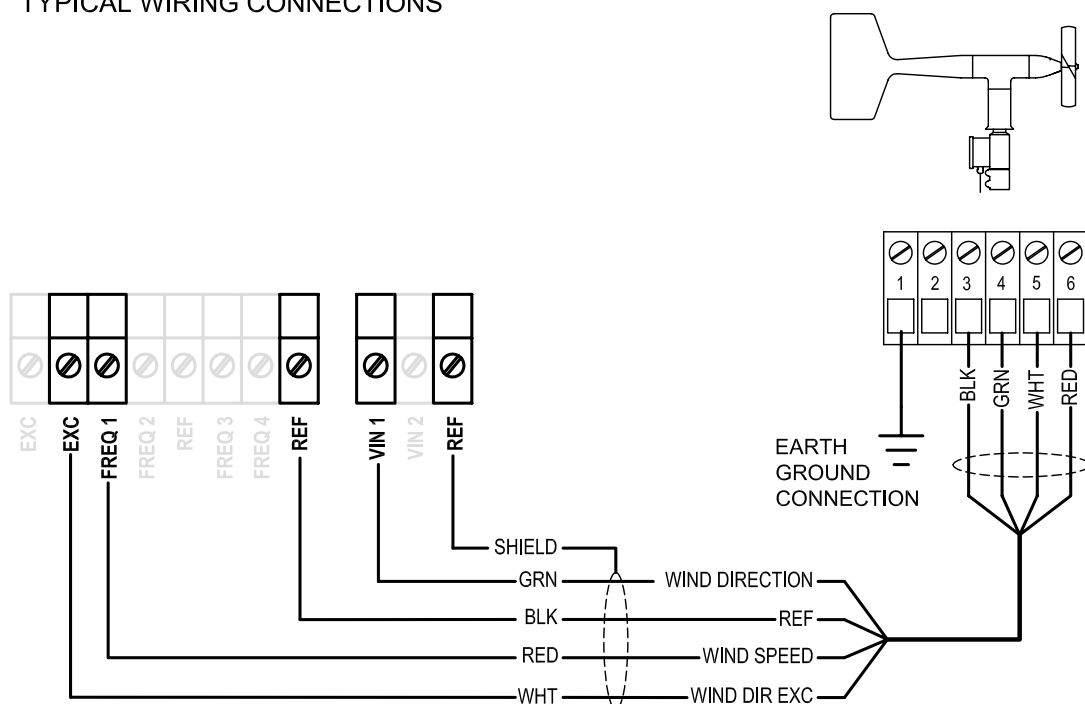 TYPICAL WIRING CONNECTIONS
1 2 3 4 5 6
BLK GRN WHT RED
EXC EXC FREQ 1 FREQ 2 REF FREQ 3 FREQ 4 REF VIN 1 VIN 2 REF
EARTH
GROUND
CONNECTION
SHIELD
GRN WIND DIRECTION
BLK REF
RED WIND SPEED
WHT WIND DIR EXC